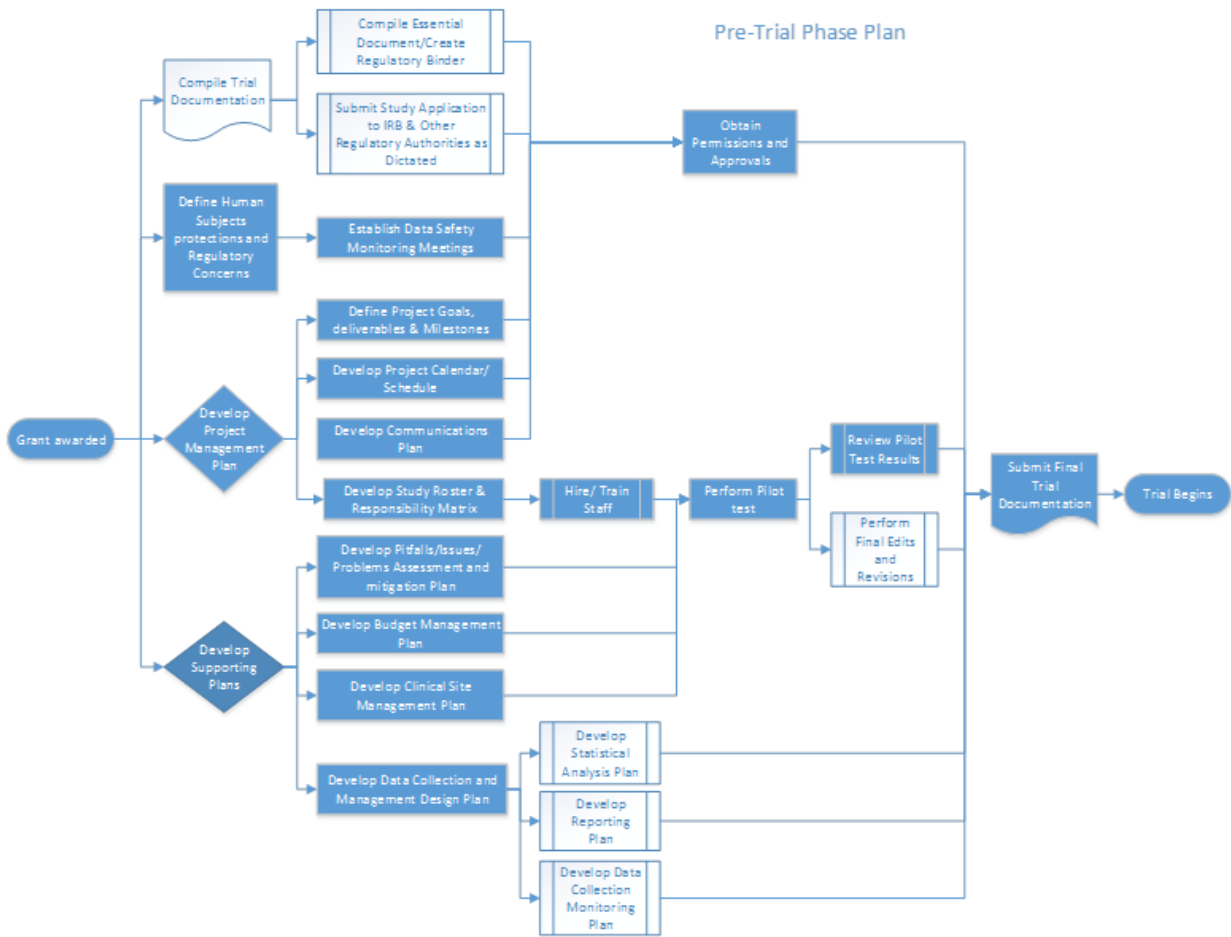 Pre-Trial Phase Plan
Compile Essential
Document/Create
Regulatory Binder
Compile Trial
Documentation
Submit Study Application
to IRB & Other
Regulatory Authorities as
Dictated
Obtain
Permissions and
Approvals
Define Human
Subjects
protections and
Regulatory
Concerns
Establish Data Safety
Monitoring Meetings
Define Project Goals,
deliverables & Milestones
Develop Project Calendar/
Schedule
Grant awarded
Develop
Project
Management
Plan
Develop Communications
Plan
Develop Study Roster &
Responsibility Matrix
Hire/ Train
Staff
Perform Pilot
test
Review Pilot
Test Results
Perform
Final Edits
and
Revisions
Submit Final
Trial
Documentation
Trial Begins
Develop Pitfalls/Issues/
Problems Assessment and
mitigation Plan
Develop Budget Management
Plan
Develop
Supporting
Plans
Develop Clinical Site
Management Plan
Develop Data Collection and
Management Design Plan
Develop
Statistical
Analysis Plan
Develop
Reporting
Plan
Develop Data
Collection
Monitoring
Plan